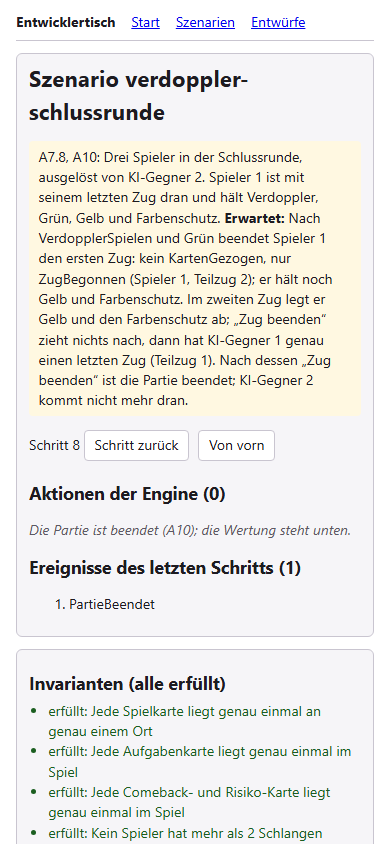 Entwicklertisch Start Szenarien Entwürfe
Szenario verdoppler-
schlussrunde
A7.8, A10: Drei Spieler in der Schlussrunde,
ausgelöst von KI-Gegner 2. Spieler 1 ist mit
seinem letzten Zug dran und hält Verdoppler,
Grün, Gelb und Farbenschutz. Erwartet: Nach
VerdopplerSpielen und Grün beendet Spieler 1
den ersten Zug: kein KartenGezogen, nur
ZugBegonnen (Spieler 1, Teilzug 2); er hält noch
Gelb und Farbenschutz. Im zweiten Zug legt er
Gelb und den Farbenschutz ab; „Zug beenden“
zieht nichts nach, dann hat KI-Gegner 1 genau
einen letzten Zug (Teilzug 1). Nach dessen „Zug
beenden“ ist die Partie beendet; KI-Gegner 2
kommt nicht mehr dran.
Schritt 8 Schritt zurück Von vorn
Aktionen der Engine (0)
Die Partie ist beendet (A10); die Wertung steht unten.
Ereignisse des letzten Schritts (1)
1. PartieBeendet
Invarianten (alle erfüllt)
• erfüllt: Jede Spielkarte liegt genau einmal an
genau einem Ort
• erfüllt: Jede Aufgabenkarte liegt genau einmal im
Spiel
• erfüllt: Jede Comeback- und Risiko-Karte liegt
genau einmal im Spiel
• erfüllt: Kein Spieler hat mehr als 2 Schlangen